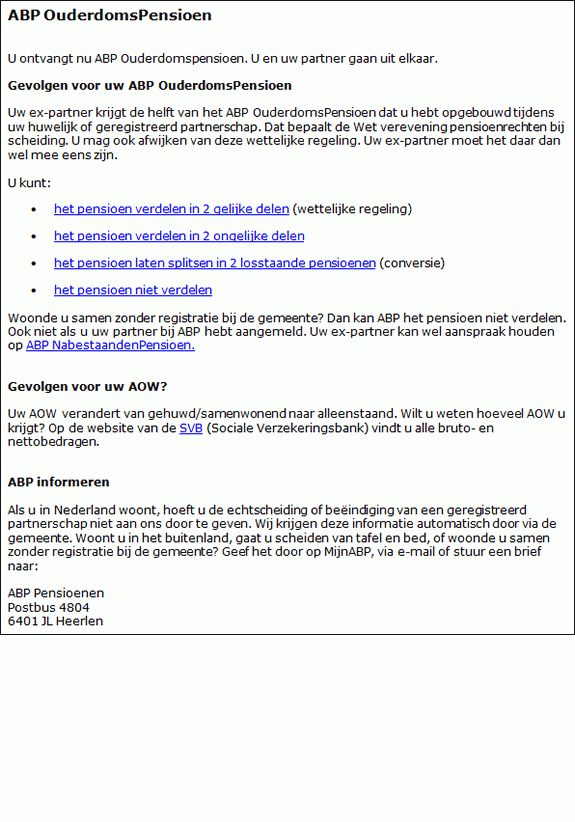 ABP OuderdomsPensioen
U ontvangt nu ABP Ouderdomspensioen. U en uw partner gaan uit elkaar.
Gevolgen voor uw ABP OuderdomsPensioen
Uw ex-partner krijgt de helft van het ABP OuderdomsPensioen dat u hebt opgebouwd tijdens
uw huwelijk of geregistreerd partnerschap. Dat bepaalt de Wet verevening pensioenrechten bij
scheiding. U mag ook afwijken van deze wettelijke regeling. Uw ex-partner moet het daar dan
wel mee eens zijn.
U kunt:
• het pensioen verdelen in 2 gelijke delen (wettelijke regeling)
• het pensioen verdelen in 2 ongelijke delen
• het pensioen laten splitsen in 2 losstaande pensioenen (conversie)
• het pensioen niet verdelen
Woonde u samen zonder registratie bij de gemeente? Dan kan ABP het pensioen niet verdelen.
Ook niet als u uw partner bij ABP hebt aangemeld. Uw ex-partner kan wel aanspraak houden
op ABP NabestaandenPensioen.
Gevolgen voor uw AOW?
Uw AOW verandert van gehuwd/samenwonend naar alleenstaand. Wilt u weten hoeveel AOW u
krijgt? Op de website van de SVB (Sociale Verzekeringsbank) vindt u alle bruto- en
nettobedragen.
ABP informeren
Als u in Nederland woont, hoeft u de echtscheiding of beëindiging van een geregistreerd
partnerschap niet aan ons door te geven. Wij krijgen deze informatie automatisch door via de
gemeente. Woont u in het buitenland, gaat u scheiden van tafel en bed, of woonde u samen
zonder registratie bij de gemeente? Geef het door op MijnABP, via e-mail of stuur een brief
naar:
ABP Pensioenen
Postbus 4804
6401 JL Heerlen